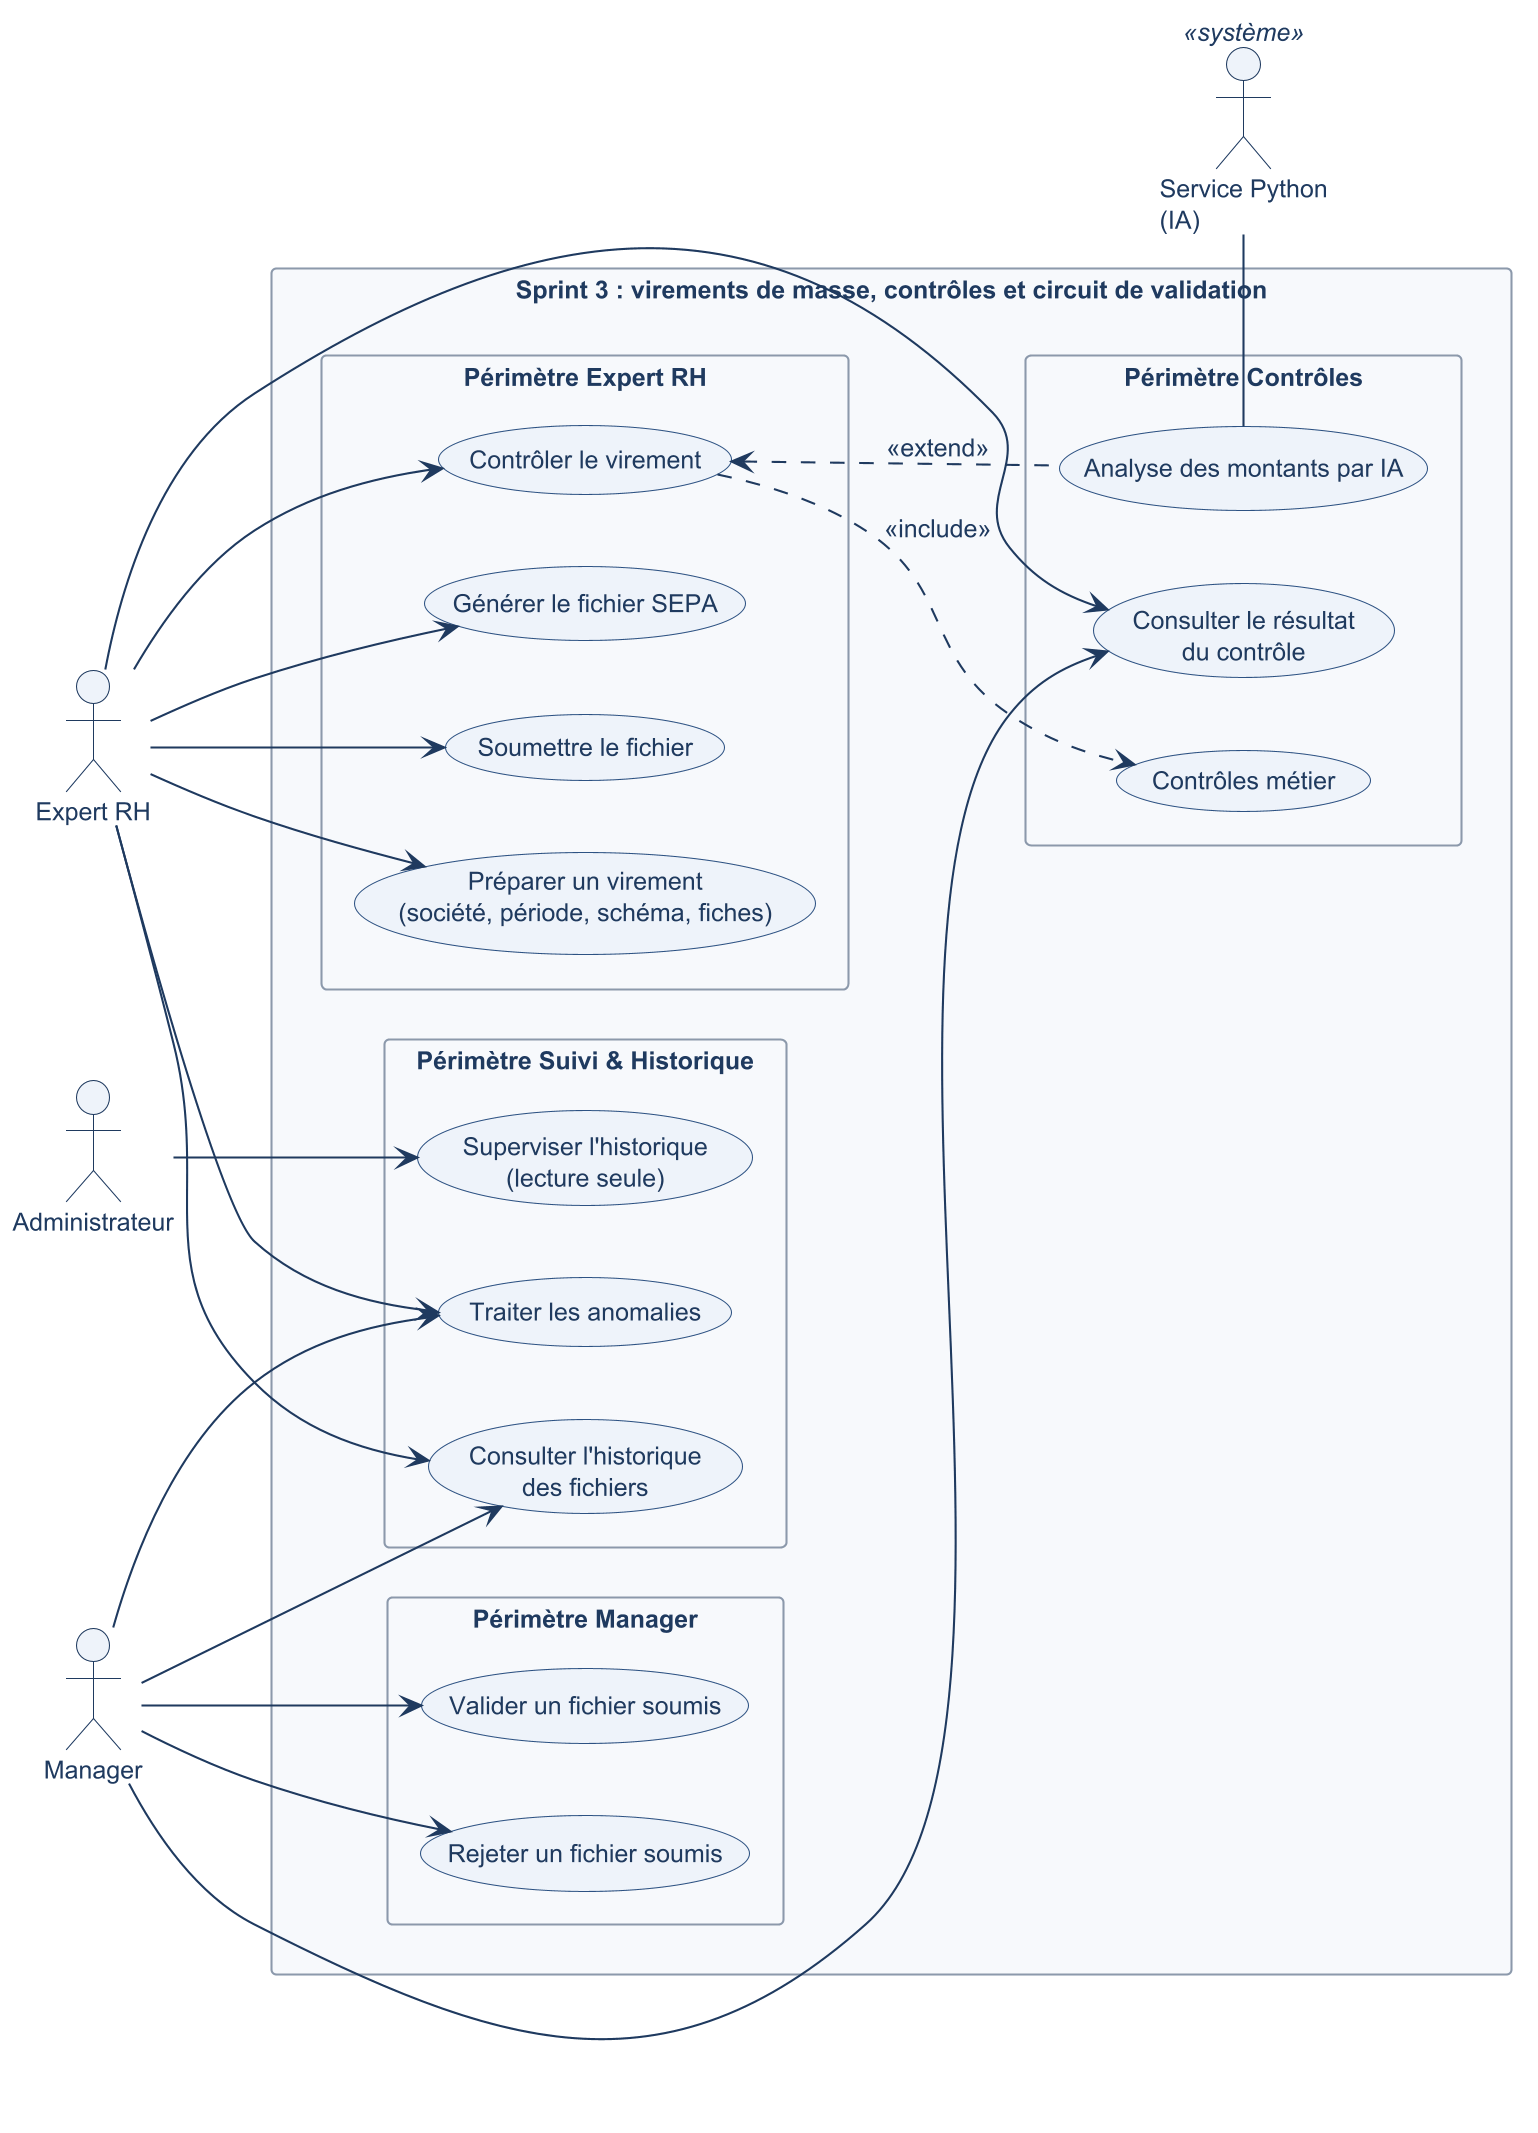 «système»
Service Python
(IA)
Sprint 3 : virements de masse, contrôles et circuit de validation
Périmètre Expert RH
Contrôler le virement
Générer le fichier SEPA
Soumettre le fichier
Préparer un virement
(société, période, schéma, fiches)
«extend»
«include»
Périmètre Contrôles
Analyse des montants par IA
Consulter le résultat
du contrôle
Contrôles métier
Expert RH
Périmètre Suivi & Historique
Superviser l'historique
(lecture seule)
Traiter les anomalies
Consulter l'historique
des fichiers
Administrateur
Périmètre Manager
Valider un fichier soumis
Rejeter un fichier soumis
Manager